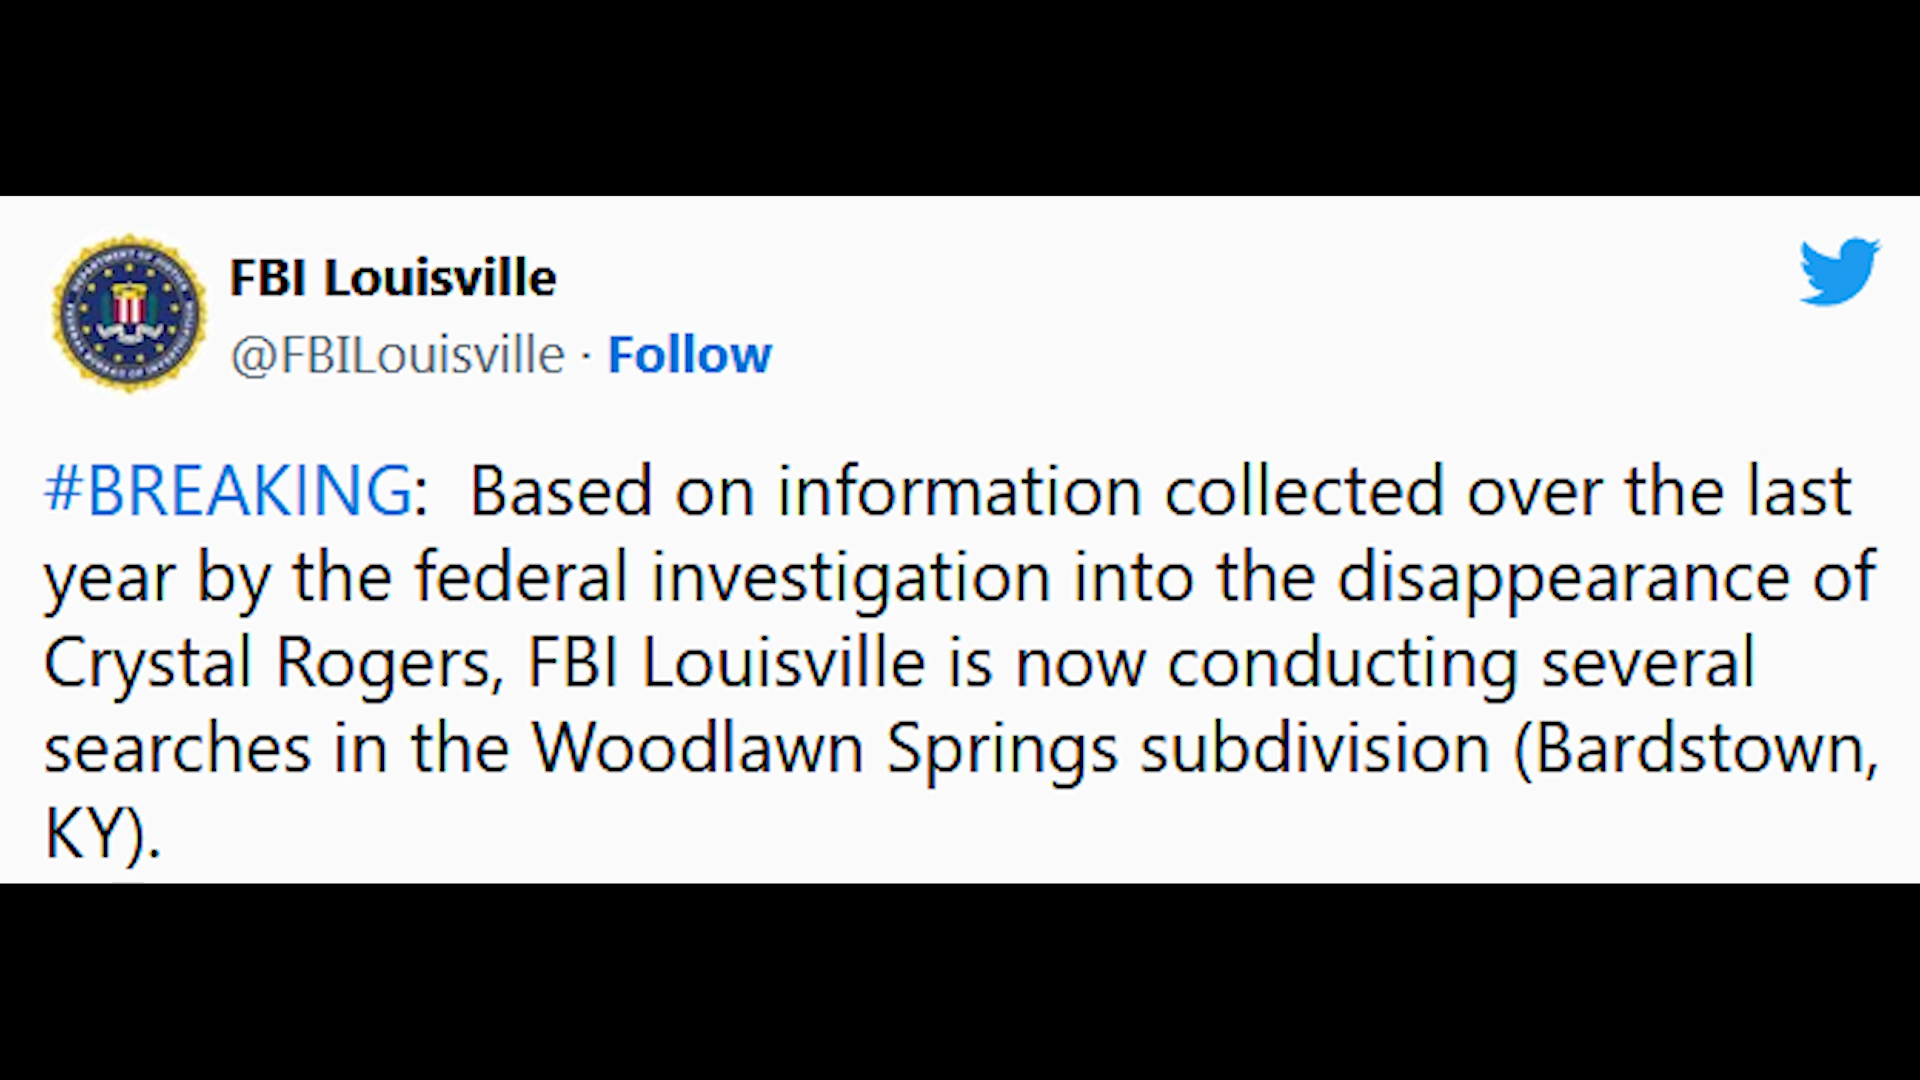 FBI Louisville
@FBILouisville · Follow
#BREAKING:  Based on information collected over the last
year by the federal investigation into the disappearance of
Crystal Rogers, FBI Louisville is now conducting several
searches in the Woodlawn Springs subdivision (Bardstown,
KY).